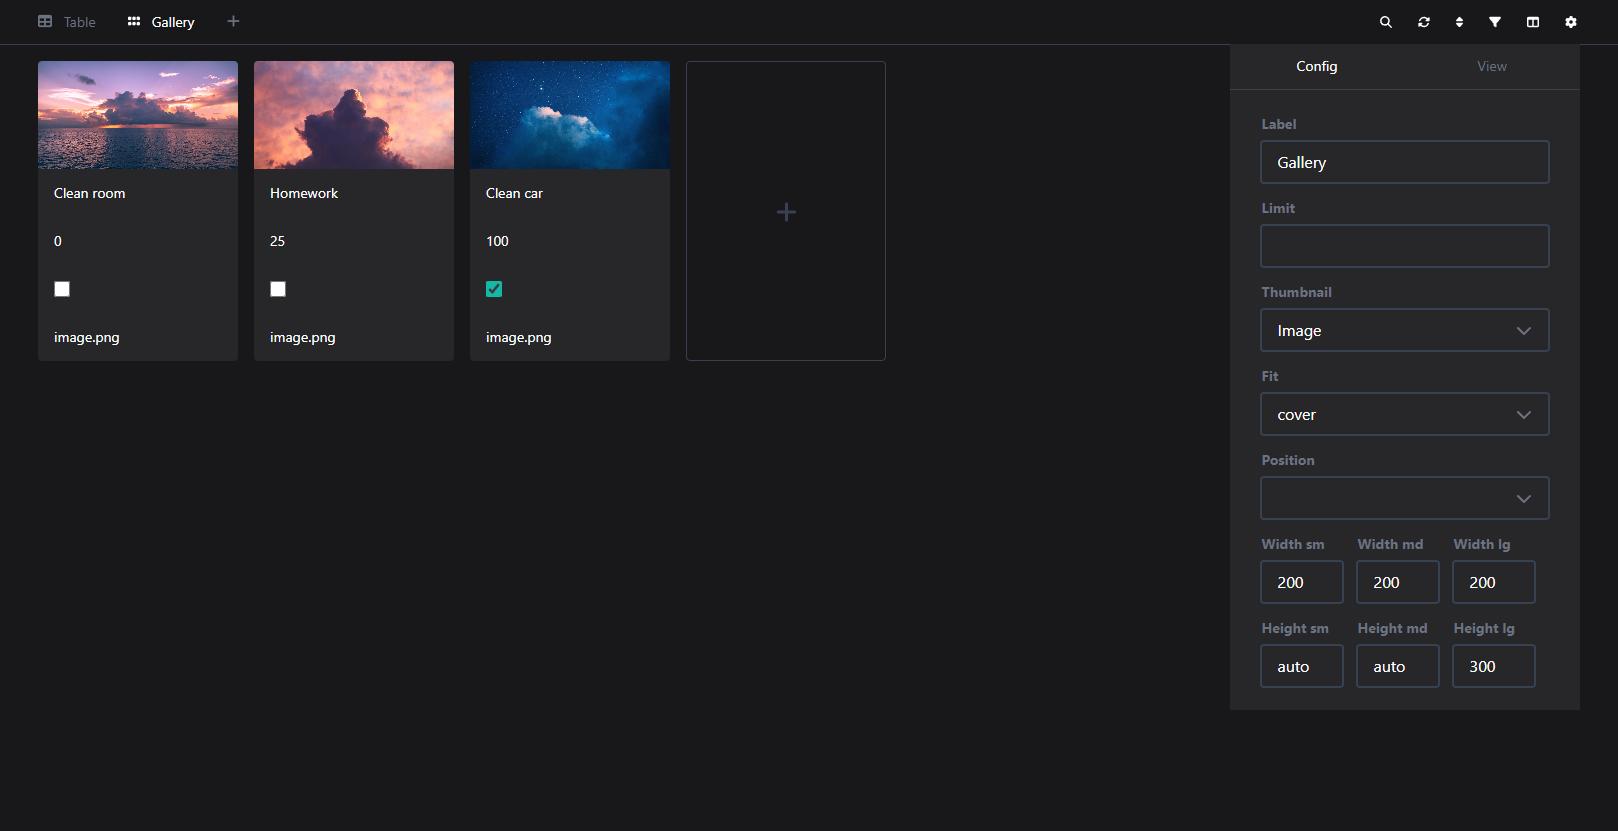 Table Gallery
Config View
Clean room Homework Clean car
0 25 100
image.png image.png image.png
Label
Gallery
Limit
Thumbnail
Image
Fit
cover
Position
Width sm Width md Width lg
200 200 200
Height sm Height md Height lg
auto auto 300